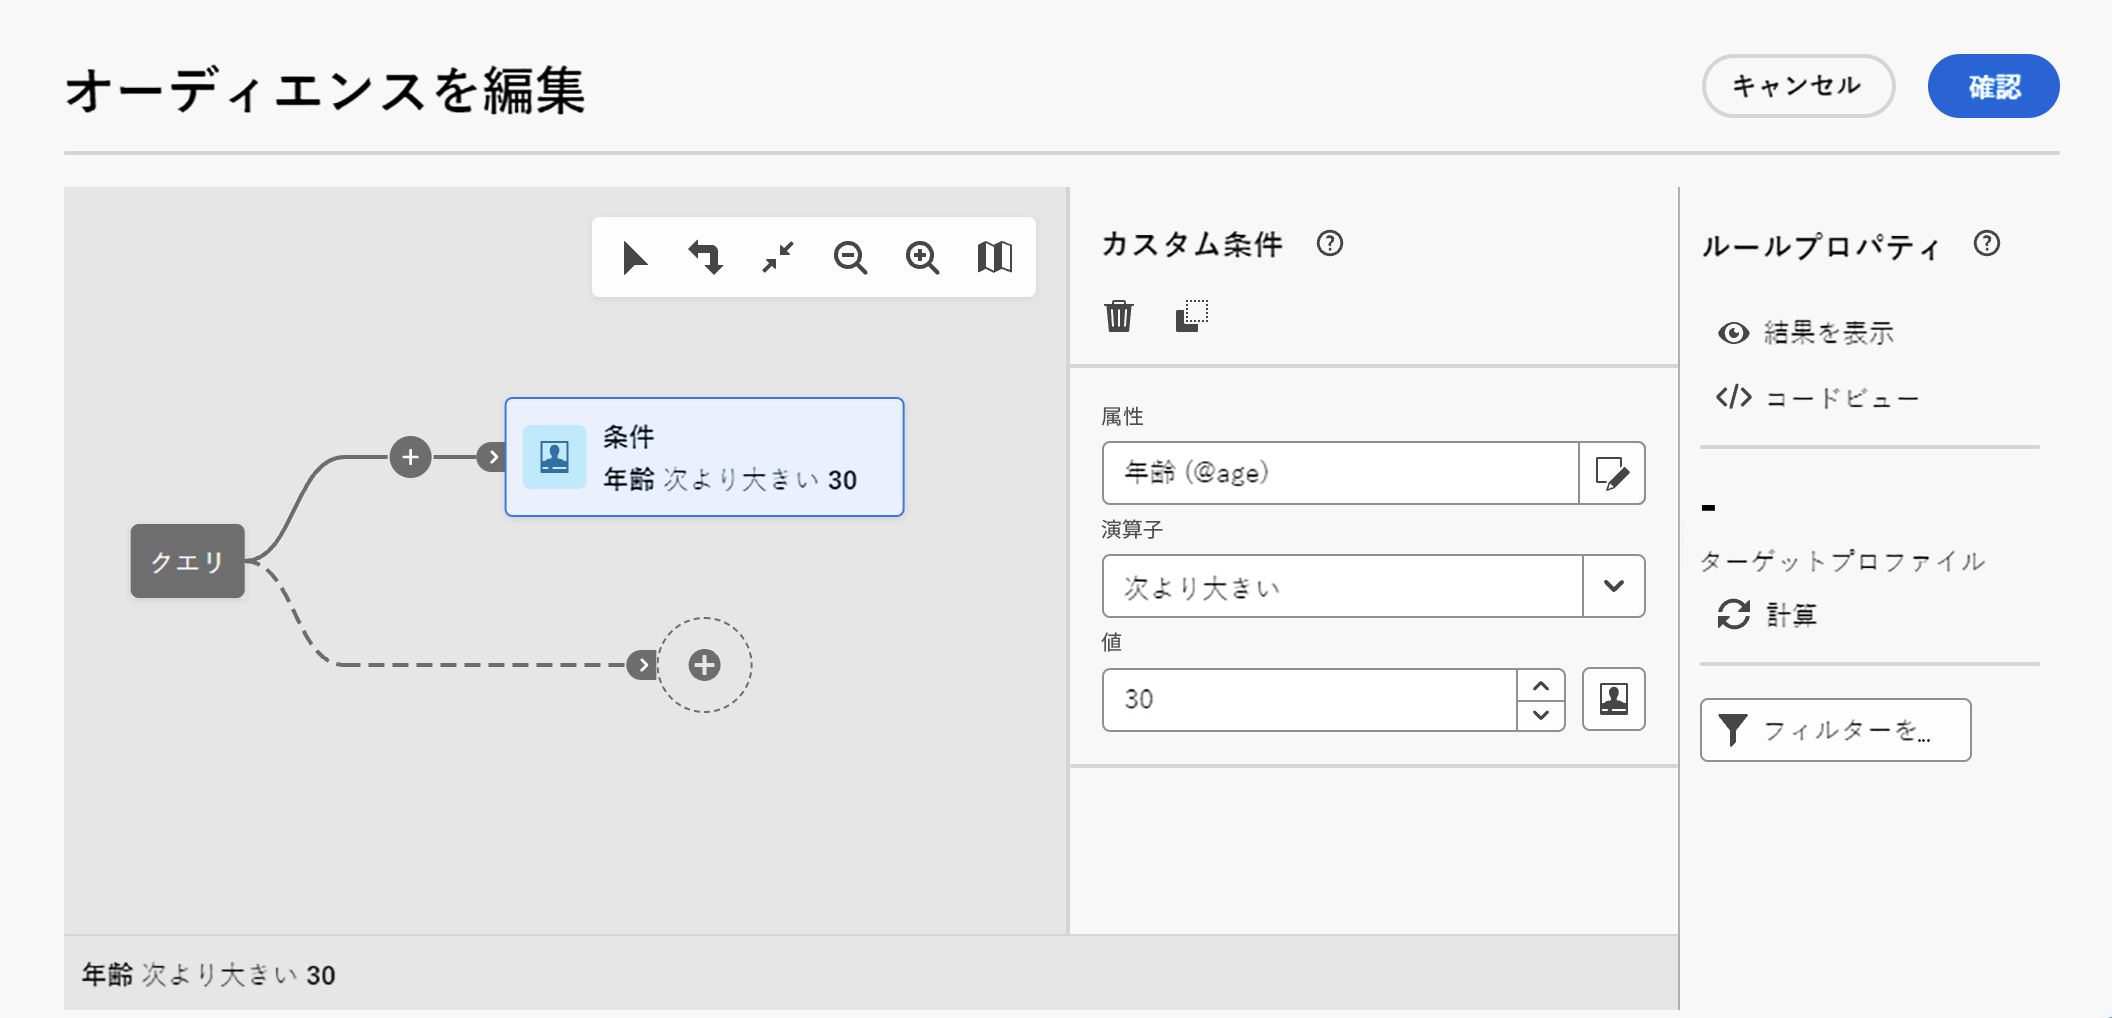 オーディエンスを編集
キャンセル
確認
クエリ
条件
年齢 次より大きい 30
年齢 次より大きい 30
カスタム条件
属性
年齢 (@age)
演算子
次より大きい
値
30
ルールプロパティ
結果を表示
コードビュー
-
ターゲットプロファイル
計算
フィルターを...